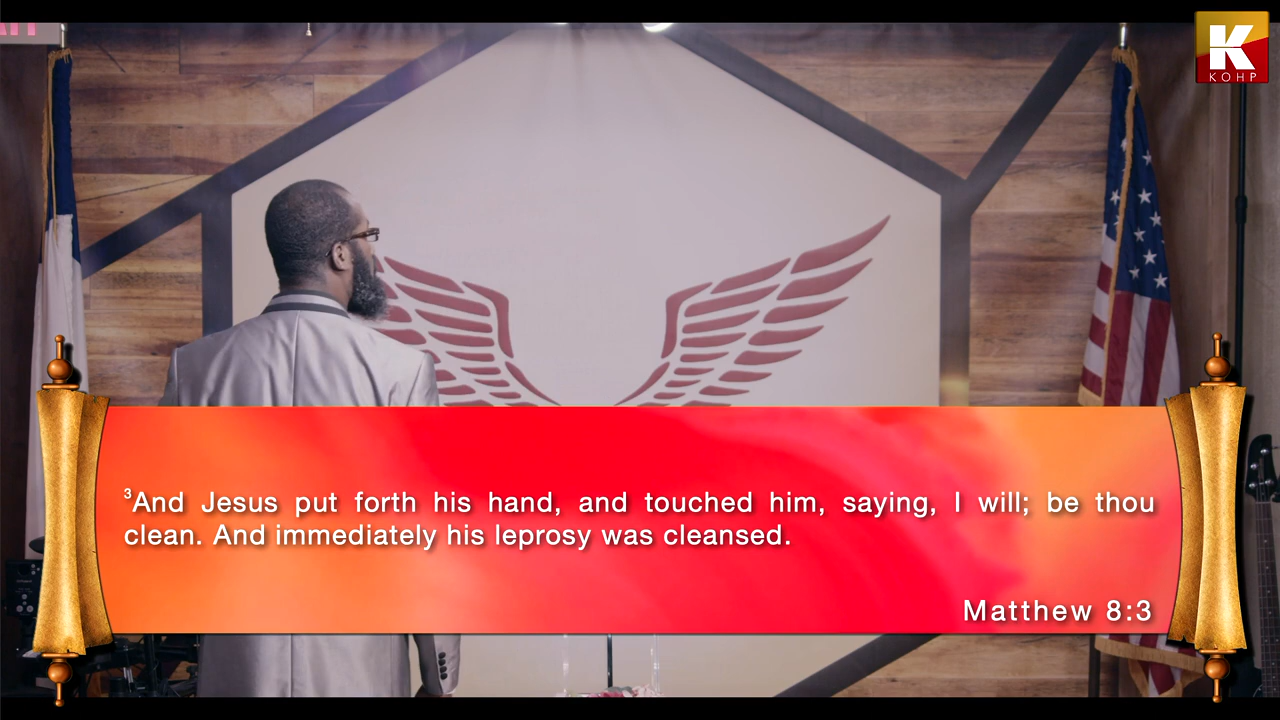 K
KOHP
³And Jesus put forth his hand, and touched him, saying, I will; be thou
clean. And immediately his leprosy was cleansed.
Matthew 8:3